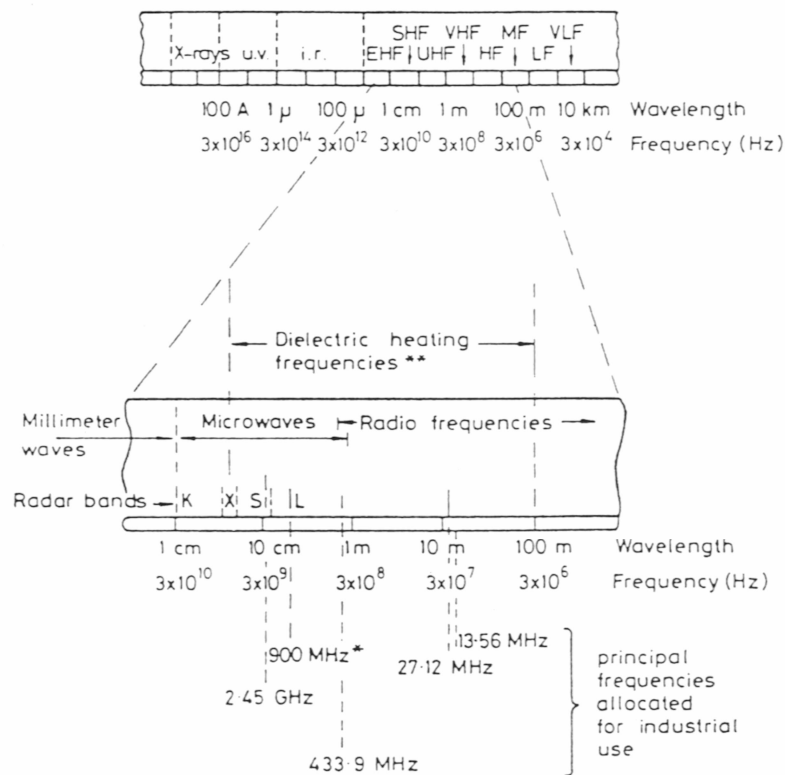 SHF VHF MF VLF
X-rays u.v. i.r. EHF UHF HF LF
100 A 1 μ 100 μ 1 cm 1 m 100 m 10 km Wavelength
3x10¹⁶ 3x10¹⁴ 3x10¹² 3x10¹⁰ 3x10⁸ 3x10⁶ 3x10⁴ Frequency (Hz)
Dielectric heating
frequencies **
Millimeter
waves
Microwaves
Radio frequencies
Radar bands K X S L
1 cm 10 cm 1 m 10 m 100 m Wavelength
3x10¹⁰ 3x10⁹ 3x10⁸ 3x10⁷ 3x10⁶ Frequency (Hz)
13·56 MHz
900 MHz*
27·12 MHz
2·45 GHz
433·9 MHz
principal
frequencies
allocated
for industrial
use